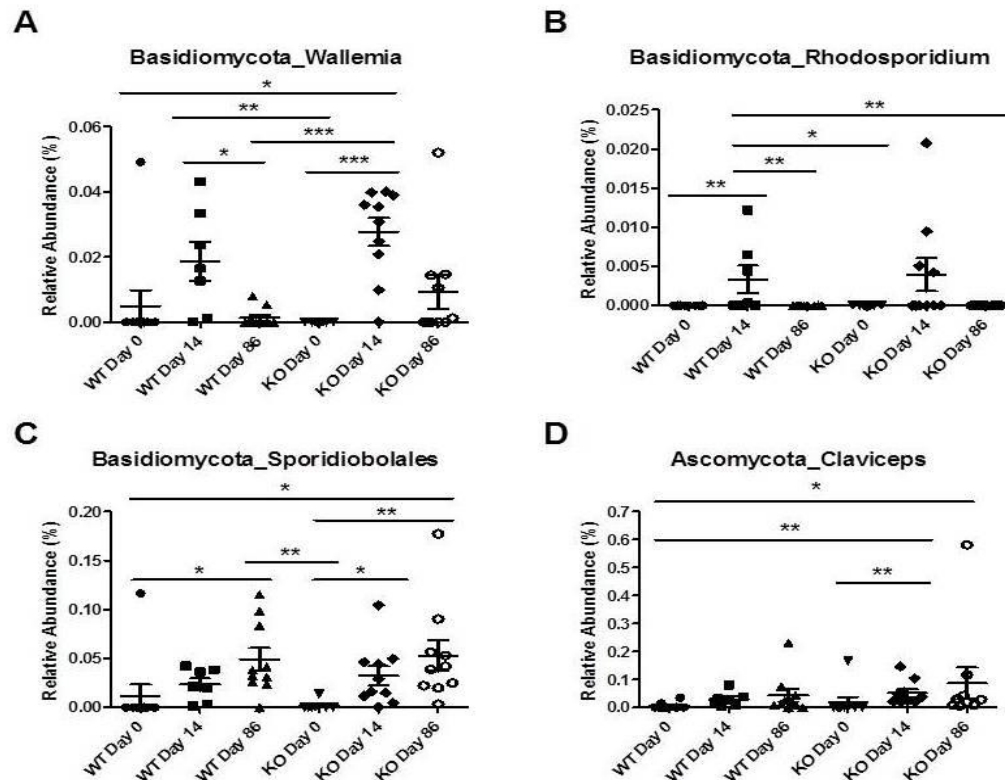 A
Basidiomycota_Wallemia
*
**
***
*
***
Relative Abundance (%)
0.06
0.04
0.02
0.00
WT Day 0
WT Day 14
WT Day 86
KO Day 0
KO Day 14
KO Day 86
B
Basidiomycota_Rhodosporidium
**
*
**
**
Relative Abundance (%)
0.025
0.020
0.015
0.010
0.005
0.000
WT Day 0
WT Day 14
WT Day 86
KO Day 0
KO Day 14
KO Day 86
C
Basidiomycota_Sporidiobolales
*
**
**
*
*
Relative Abundance (%)
0.20
0.15
0.10
0.05
0.00
WT Day 0
WT Day 14
WT Day 86
KO Day 0
KO Day 14
KO Day 86
D
Ascomycota_Claviceps
*
**
**
Relative Abundance (%)
0.7
0.6
0.5
0.4
0.3
0.2
0.1
0.0
WT Day 0
WT Day 14
WT Day 86
KO Day 0
KO Day 14
KO Day 86